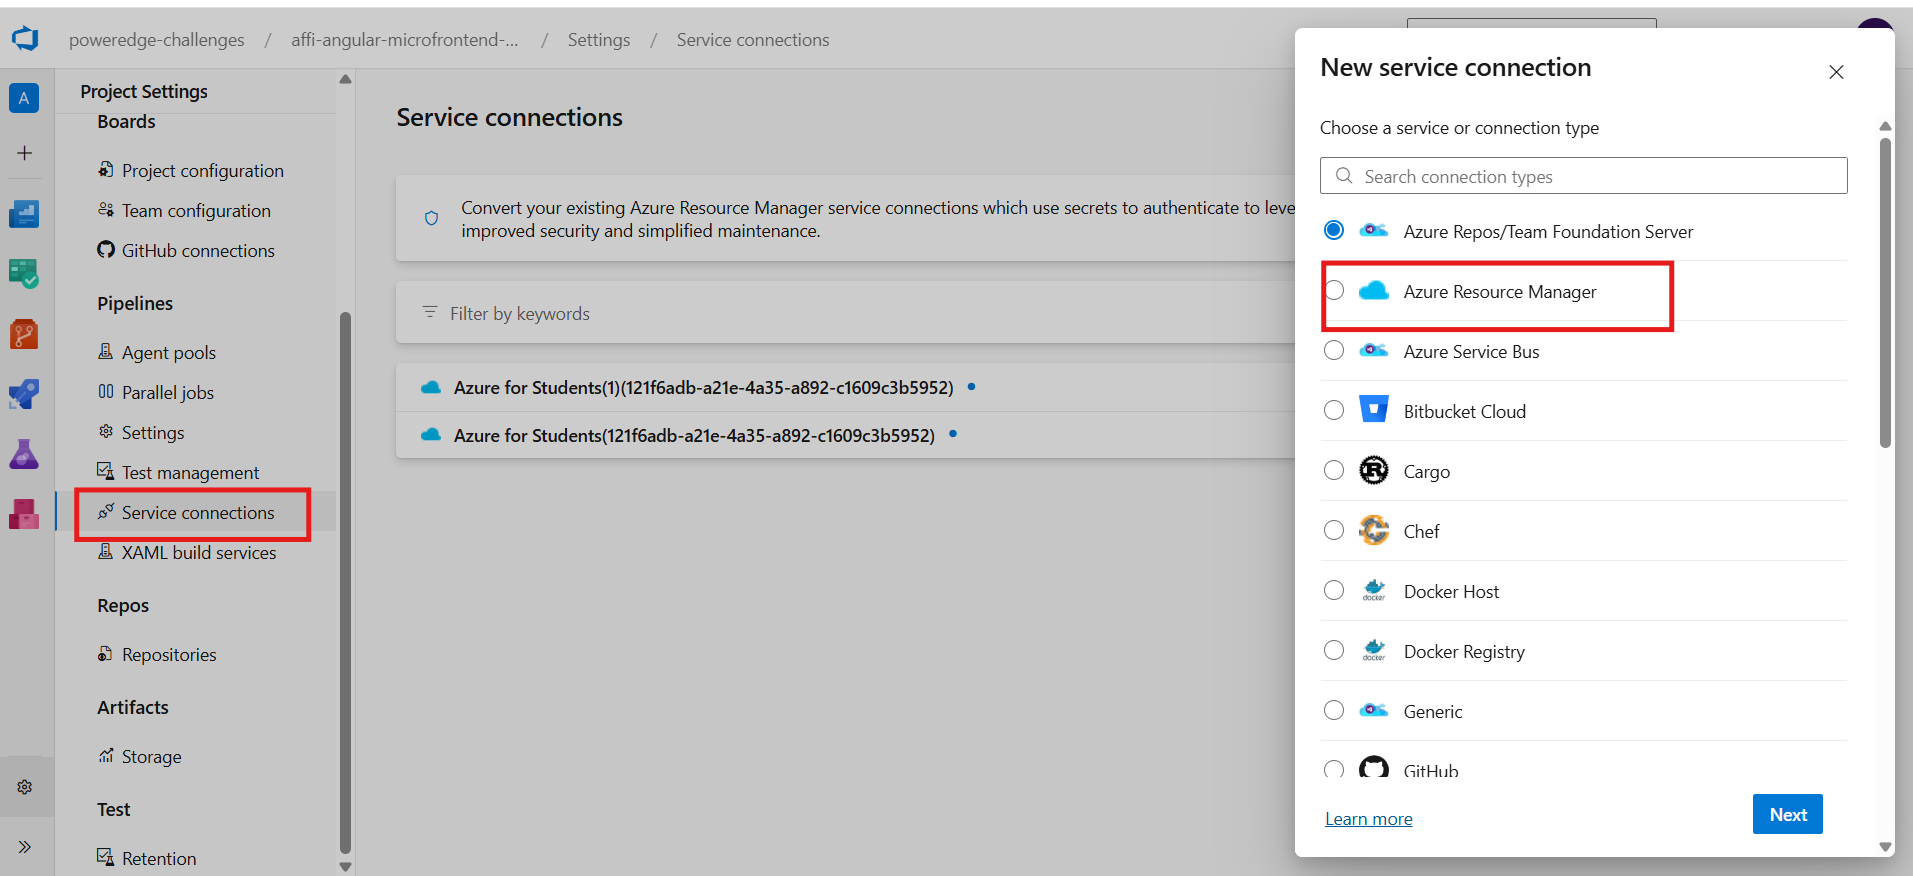 poweredge-challenges / affi-angular-microfrontend-... / Settings / Service connections
A
Project Settings
Boards
Project configuration
Team configuration
GitHub connections
Pipelines
Agent pools
Parallel jobs
Settings
Test management
Service connections
XAML build services
Repos
Repositories
Artifacts
Storage
Test
Retention
Service connections
Convert your existing Azure Resource Manager service connections which use secrets to authenticate to leve
improved security and simplified maintenance.
Filter by keywords
Azure for Students(1)(121f6adb-a21e-4a35-a892-c1609c3b5952)
Azure for Students(121f6adb-a21e-4a35-a892-c1609c3b5952)
New service connection
Choose a service or connection type
Search connection types
Azure Repos/Team Foundation Server
Azure Resource Manager
Azure Service Bus
Bitbucket Cloud
Cargo
Chef
docker
Docker Host
docker
Docker Registry
Generic
GitHub
Learn more
Next